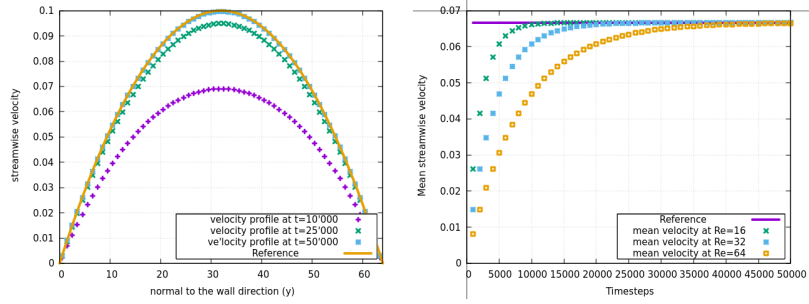 0.1
0.09
0.08
0.07
0.06
0.05
0.04
0.03
0.02
0.01
0
streamwise velocity
velocity profile at t=10'000
velocity profile at t=25'000
ve'locity profile at t=50'000
Reference
0 10 20 30 40 50 60
normal to the wall direction (y)
0.07
0.06
0.05
0.04
0.03
0.02
0.01
0
Mean streamwise velocity
Reference
mean velocity at Re=16
mean velocity at Re=32
mean velocity at Re=64
0 5000 10000 15000 20000 25000 30000 35000 40000 45000 50000
Timesteps